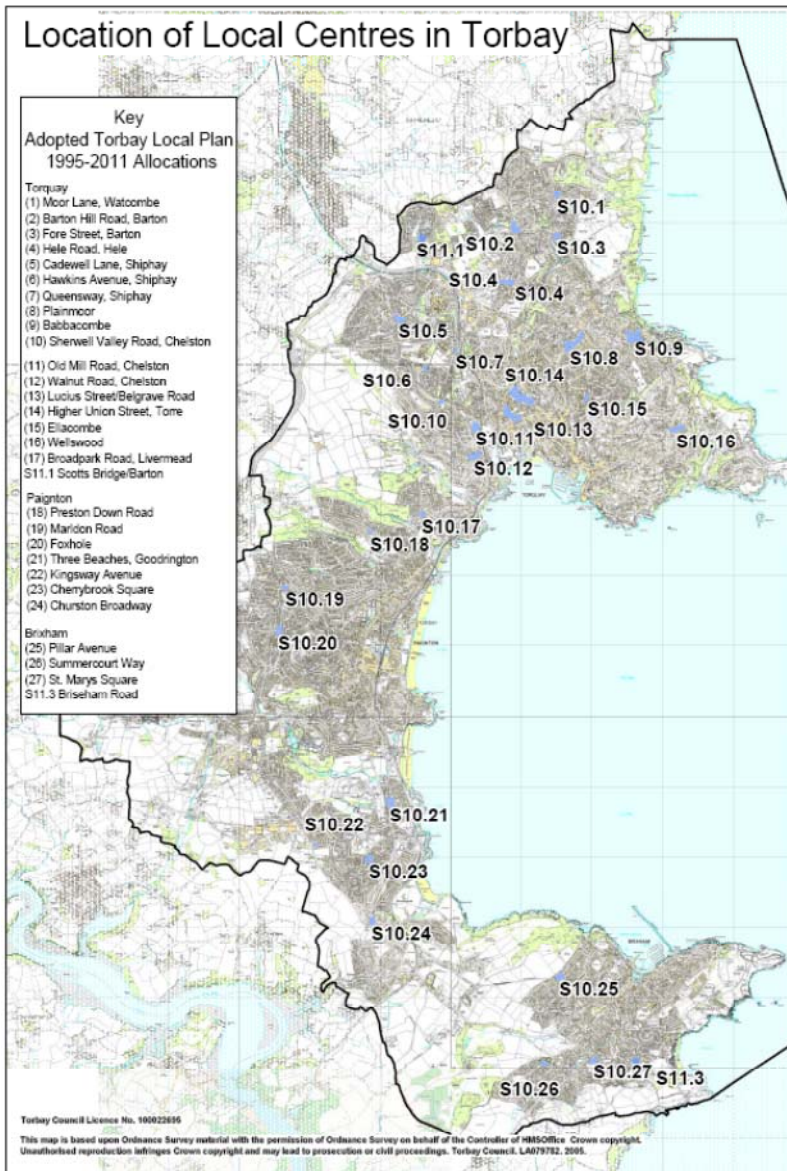 Location of Local Centres in Torbay
Key
Adopted Torbay Local Plan
1995-2011 Allocations
Torquay
(1) Moor Lane, Watcombe
(2) Barton Hill Road, Barton
(3) Fore Street, Barton
(4) Hele Road, Hele
(5) Cadewell Lane, Shiphay
(6) Hawkins Avenue, Shiphay
(7) Queensway, Shiphay
(8) Plainmoor
(9) Babbacombe
(10) Sherwell Valley Road, Chelston
(11) Old Mill Road, Chelston
(12) Walnut Road, Chelston
(13) Lucius Street/Belgrave Road
(14) Higher Union Street, Torre
(15) Ellacombe
(16) Wellswood
(17) Broadpark Road, Livermead
S11.1 Scotts Bridge/Barton
Paignton
(18) Preston Down Road
(19) Marldon Road
(20) Foxhole
(21) Three Beaches, Goodrington
(22) Kingsway Avenue
(23) Cherrybrook Square
(24) Churston Broadway
Brixham
(25) Pillar Avenue
(26) Summercourt Way
(27) St. Marys Square
S11.3 Briseham Road
S10.1
S11.1
S10.2
S10.3
S10.4
S10.4
S10.5
S10.7
S10.8
S10.9
S10.6
S10.14
S10.10
S10.15
S10.11
S10.13
S10.16
S10.12
TORQUAY
S10.17
S10.18
S10.19
S10.20
PAIGNTON
S10.21
S10.22
S10.23
S10.24
BRIXHAM
S10.25
S10.26
S10.27
S11.3
Torbay Council Licence No. 100022695
This map is based upon Ordnance Survey material with the permission of Ordnance Survey on behalf of the Controller of HMSOffice Crown copyright.
Unauthorised reproduction infringes Crown copyright and may lead to prosecution or civil proceedings. Torbay Council. LA079782. 2005.